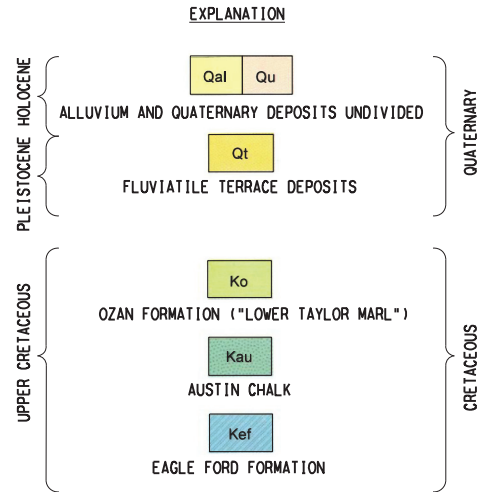 EXPLANATION
HOLOCENE
PLEISTOCENE
Qal Qu
ALLUVIUM AND QUATERNARY DEPOSITS UNDIVIDED
Qt
FLUVIATILE TERRACE DEPOSITS
QUATERNARY
UPPER CRETACEOUS
Ko
OZAN FORMATION ("LOWER TAYLOR MARL")
Kau
AUSTIN CHALK
Kef
EAGLE FORD FORMATION
CRETACEOUS